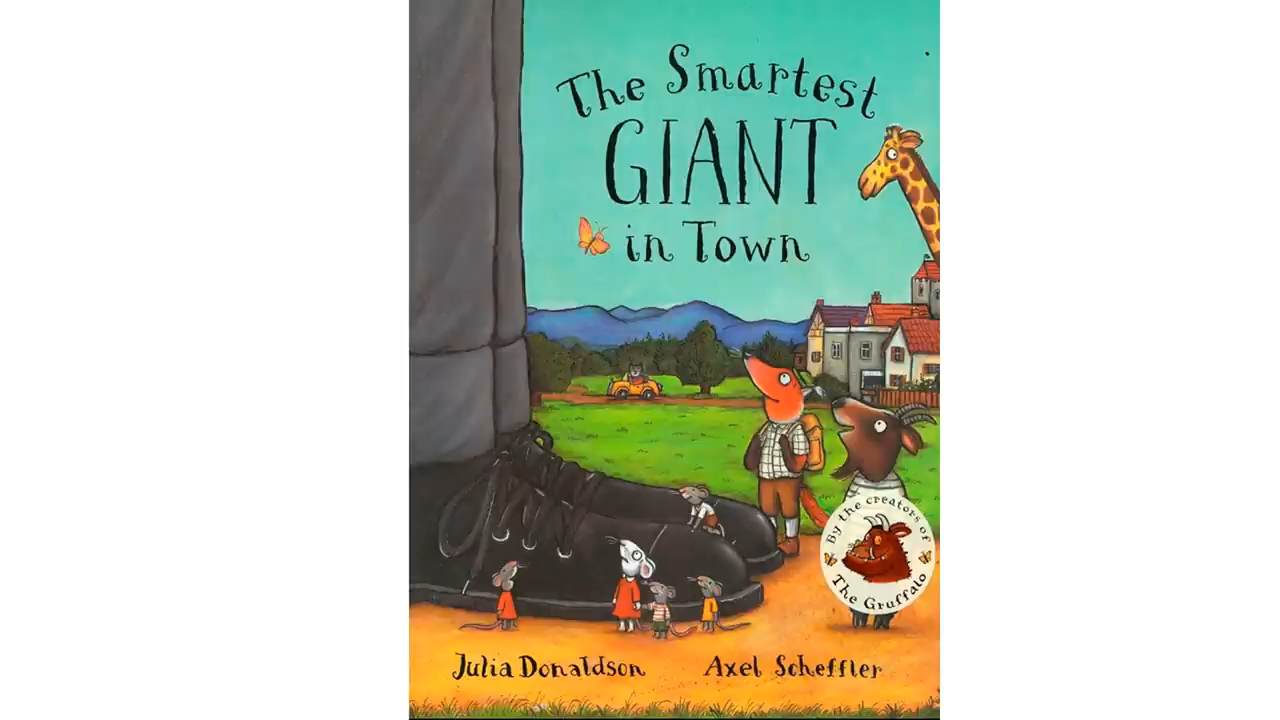 The Smartest
GIANT
in Town
By the creators of
The Gruffalo
Julia Donaldson
Axel Scheffler